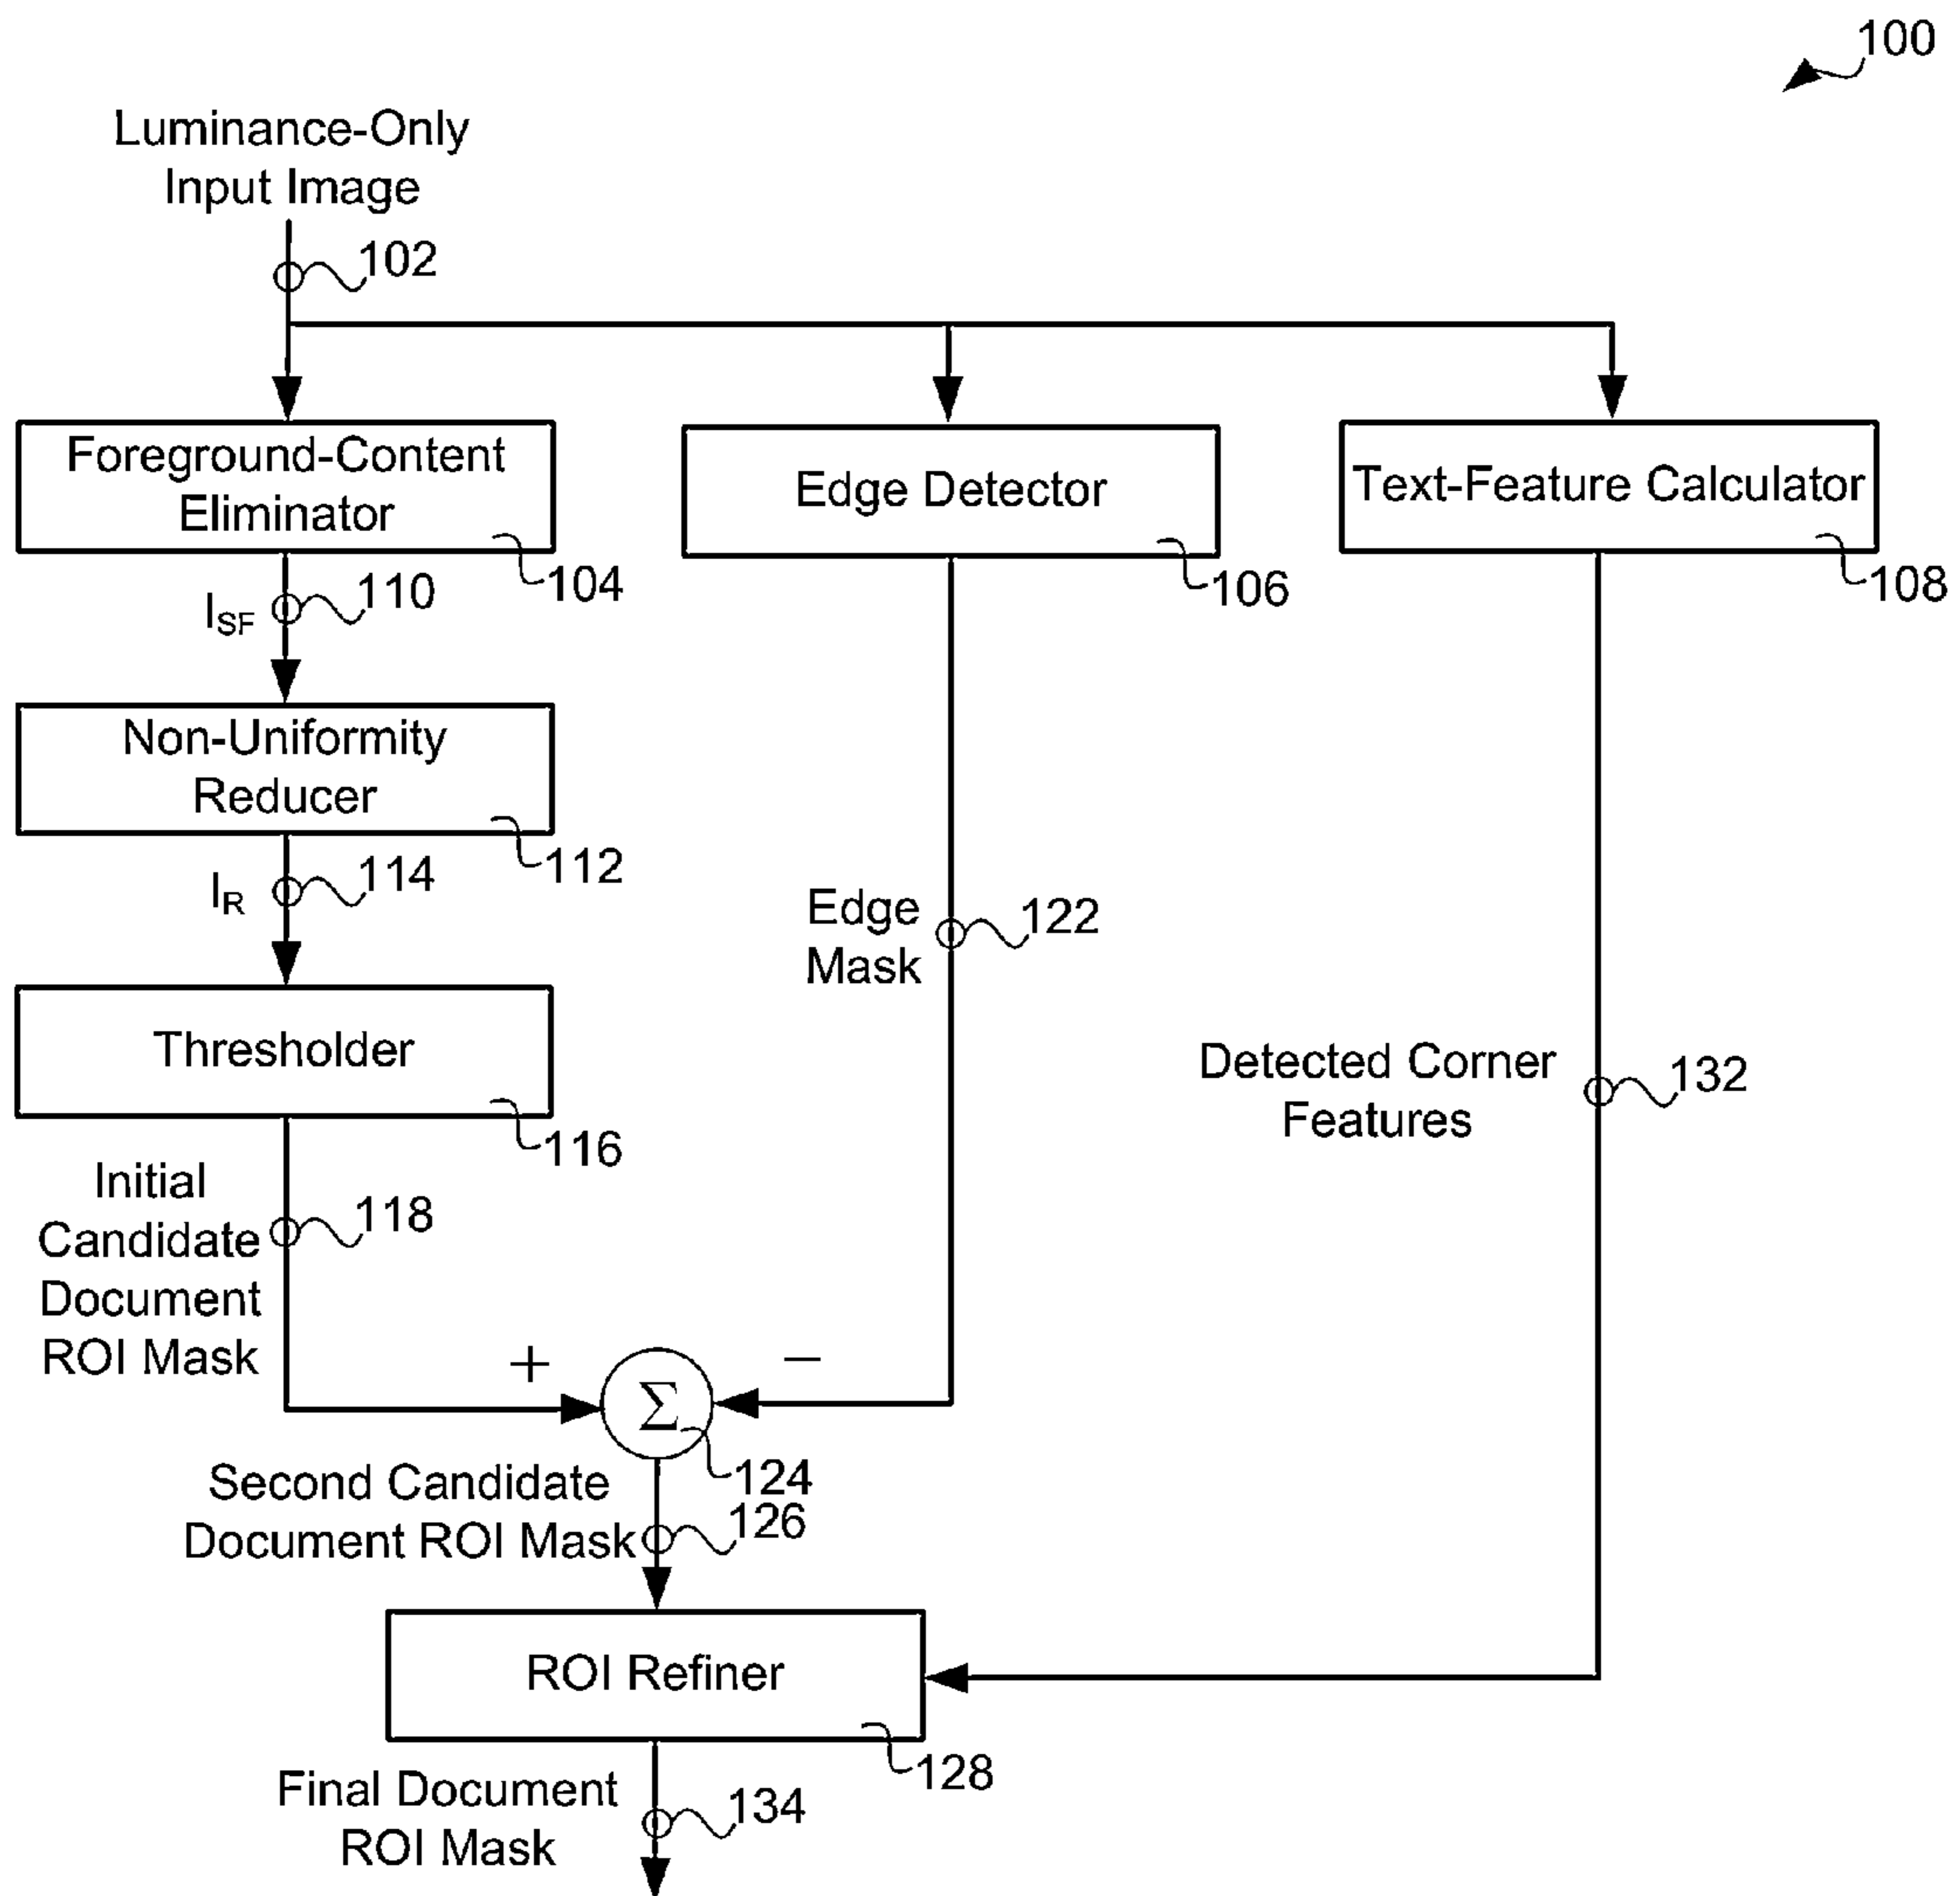 100
Luminance-Only
Input Image
102
Foreground-Content
Eliminator
104
Edge Detector
106
Text-Feature Calculator
108
I_SF
110
Non-Uniformity
Reducer
112
I_R
114
Edge
Mask
122
Thresholder
116
Detected Corner
Features
132
Initial
Candidate
Document
ROI Mask
118
+
−
Σ
124
Second Candidate
Document ROI Mask
126
ROI Refiner
128
Final Document
ROI Mask
134